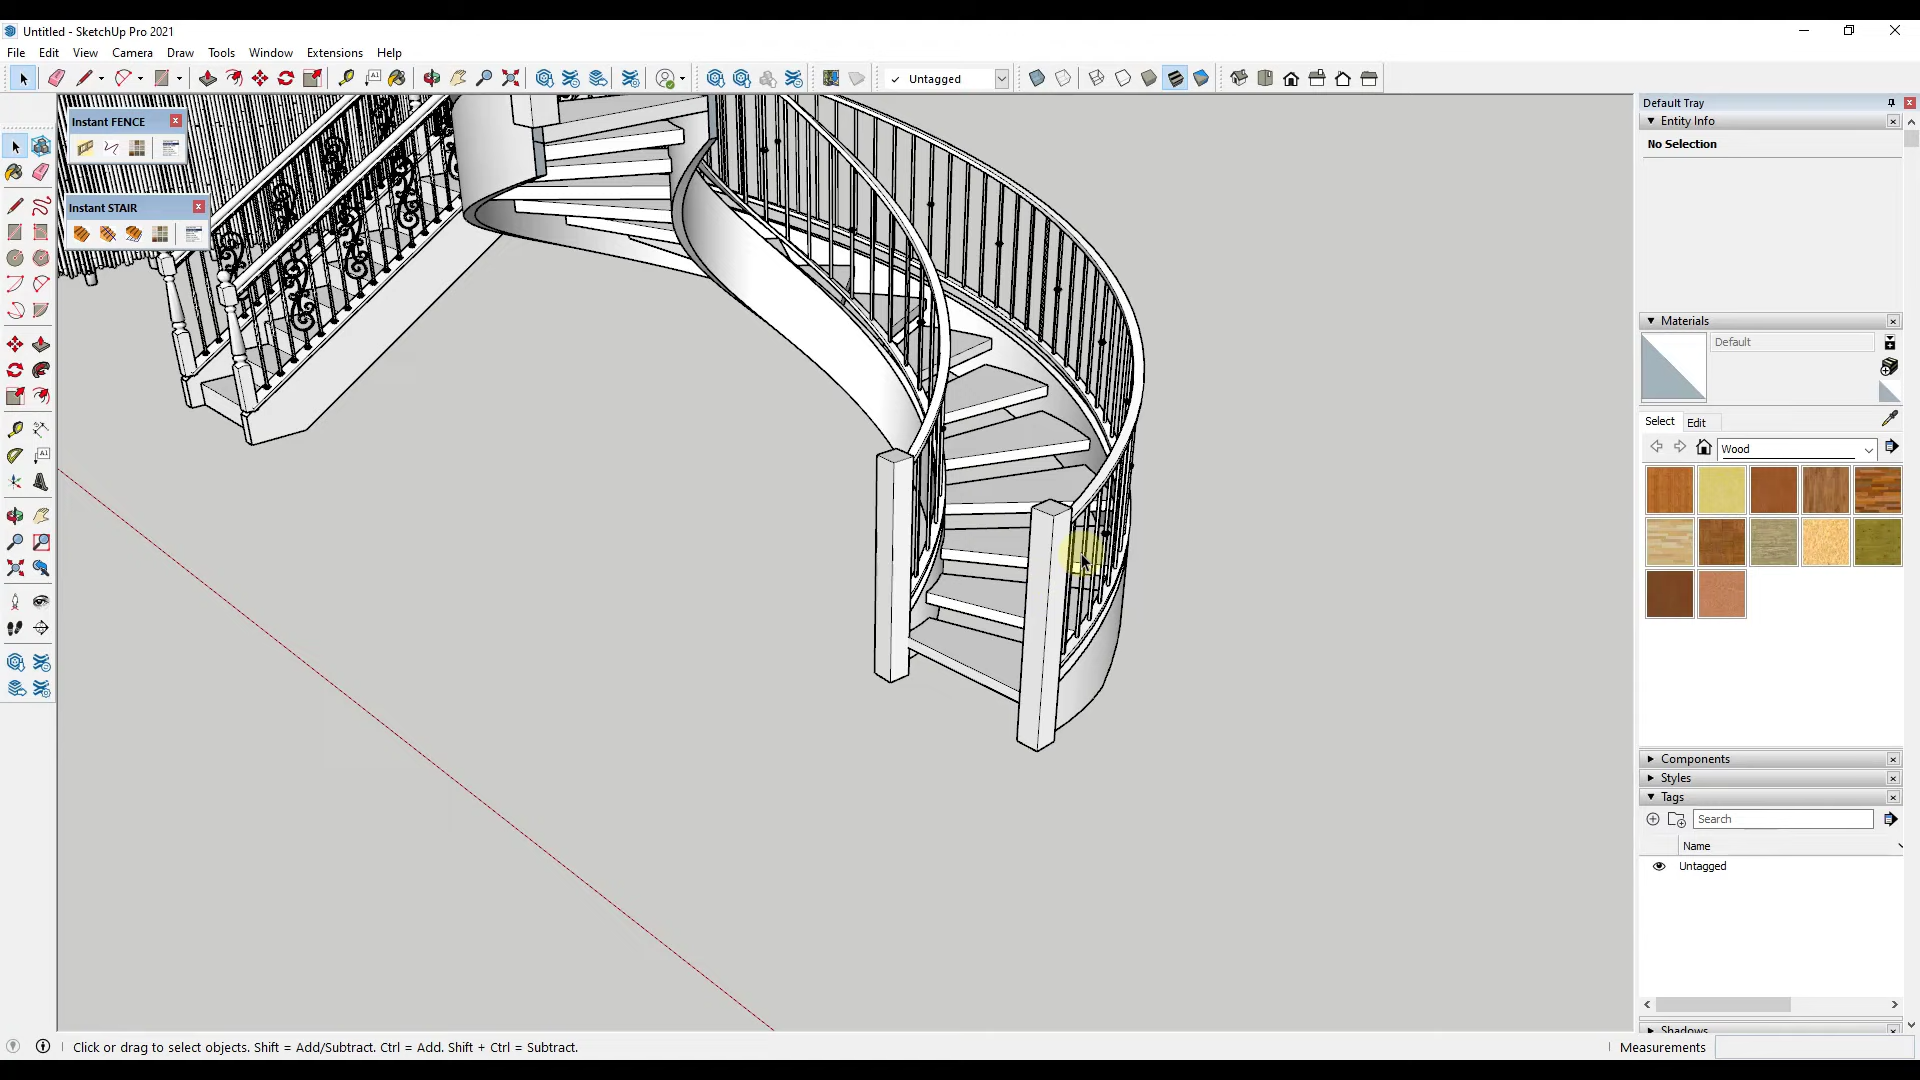 Untitled - SketchUp Pro 2021
File Edit View Camera Draw Tools Window Extensions Help
A1
✓ Untagged
Default Tray
Entity Info
No Selection
Instant FENCE
Instant STAIR
Materials
Default
Select Edit
Wood
A1
Components
Styles
Tags
Search
Name
Untagged
Shadows
Click or drag to select objects. Shift = Add/Subtract. Ctrl = Add. Shift + Ctrl = Subtract.
Measurements